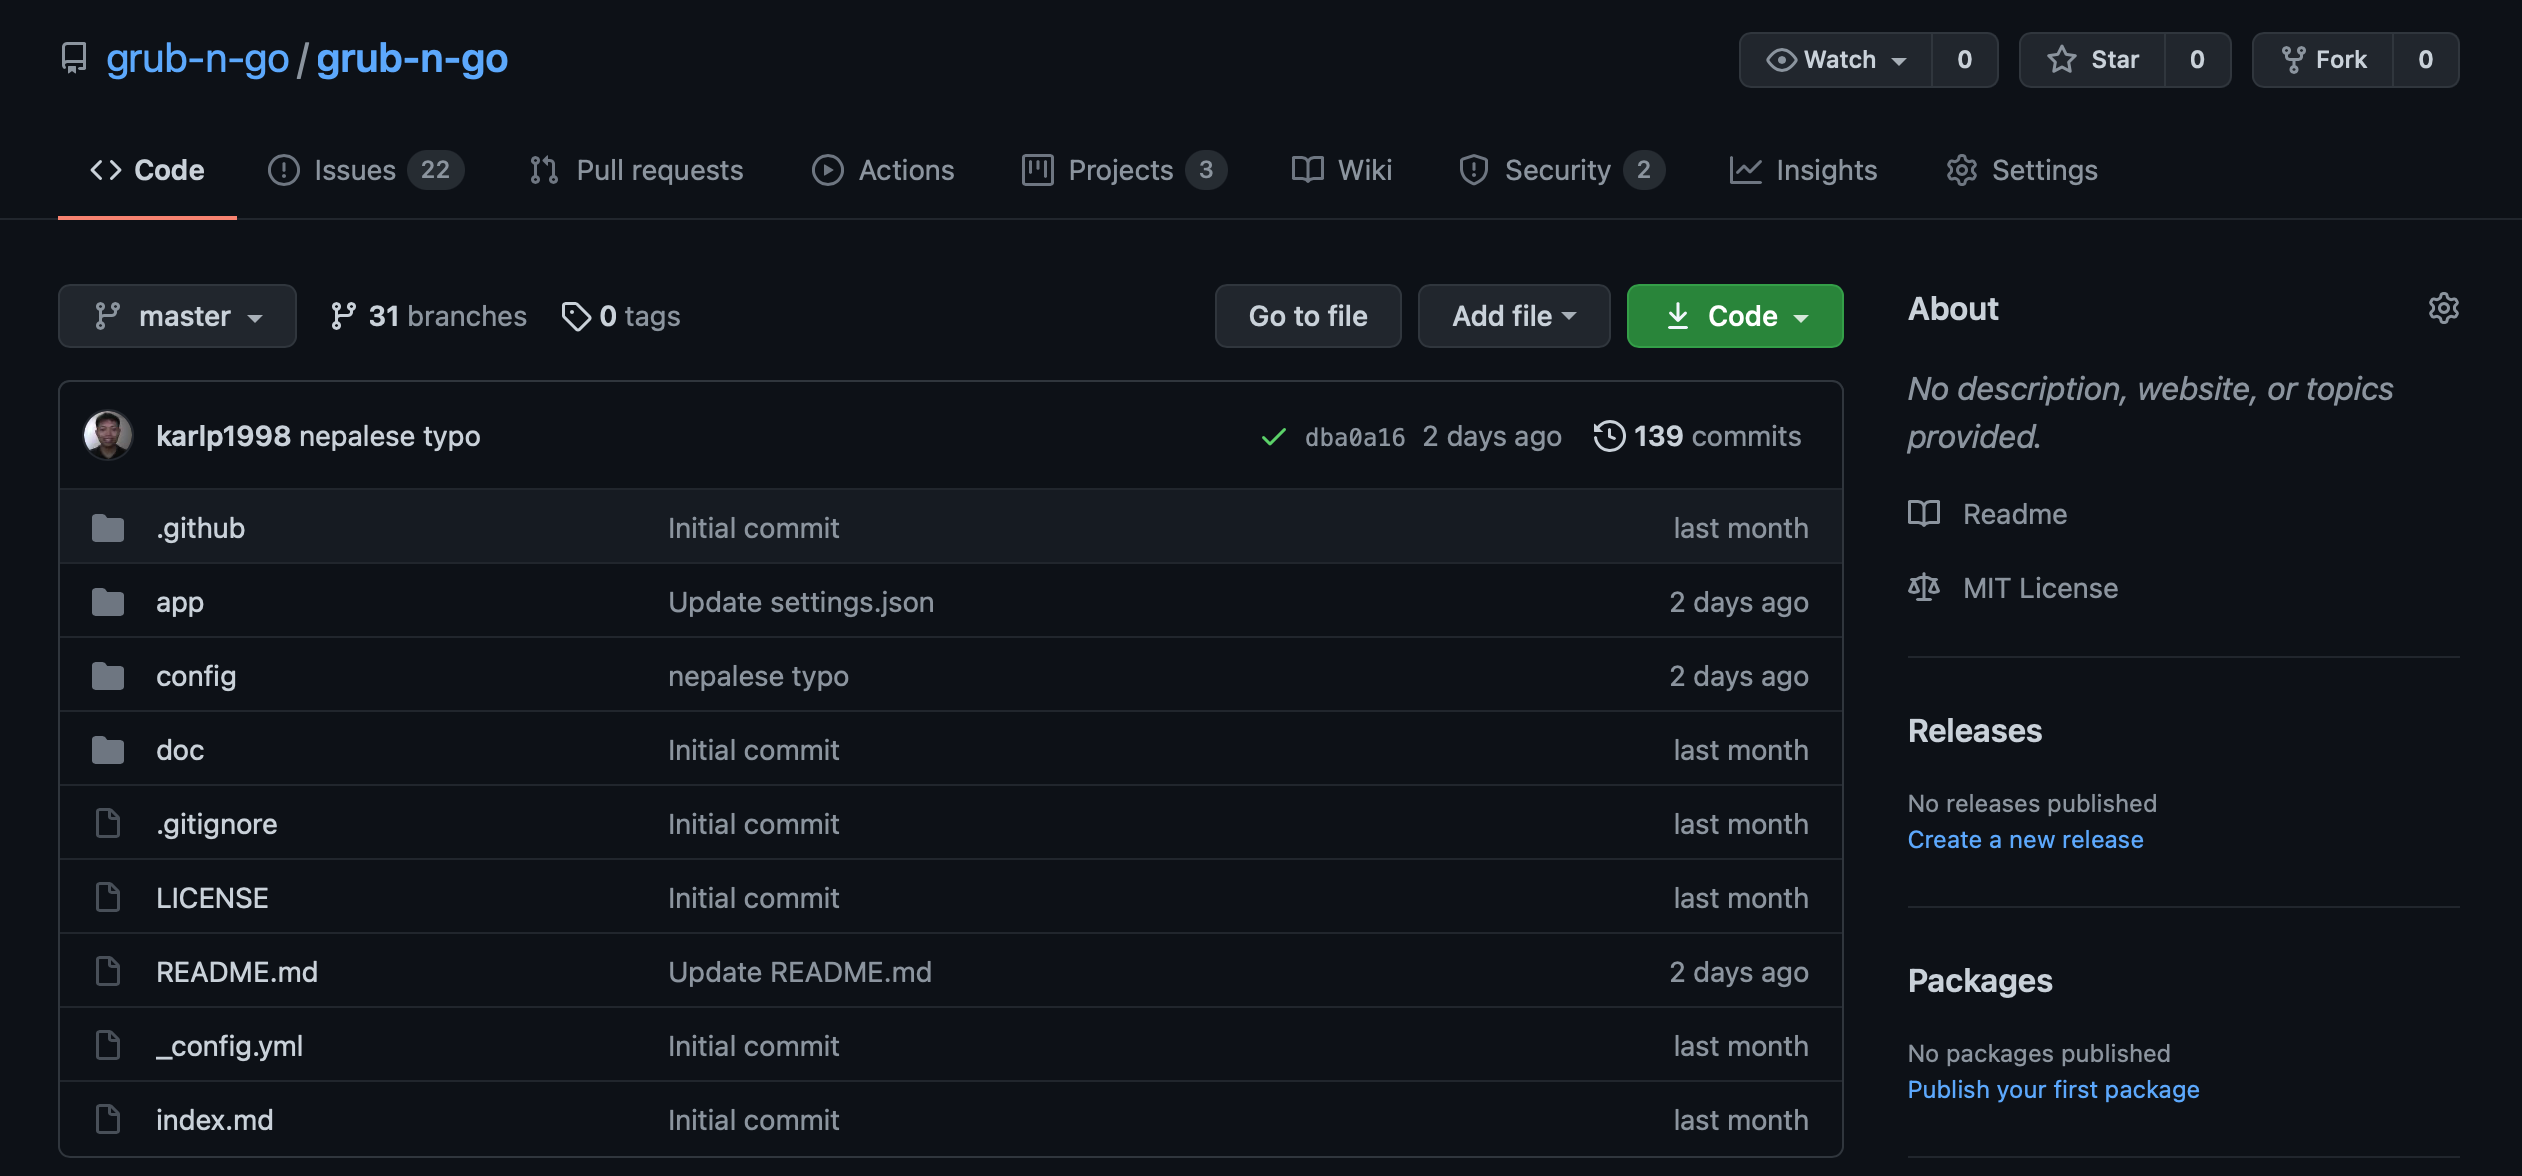 grub-n-go / grub-n-go
Watch 0 Star 0 Fork 0
Code Issues 22 Pull requests Actions Projects 3 Wiki Security 2 Insights Settings
master 31 branches 0 tags Go to file Add file Code
karlp1998 nepalese typo dba0a16 2 days ago 139 commits
.github Initial commit last month
app Update settings.json 2 days ago
config nepalese typo 2 days ago
doc Initial commit last month
.gitignore Initial commit last month
LICENSE Initial commit last month
README.md Update README.md 2 days ago
_config.yml Initial commit last month
index.md Initial commit last month
About
No description, website, or topics
provided.
Readme
MIT License
Releases
No releases published
Create a new release
Packages
No packages published
Publish your first package